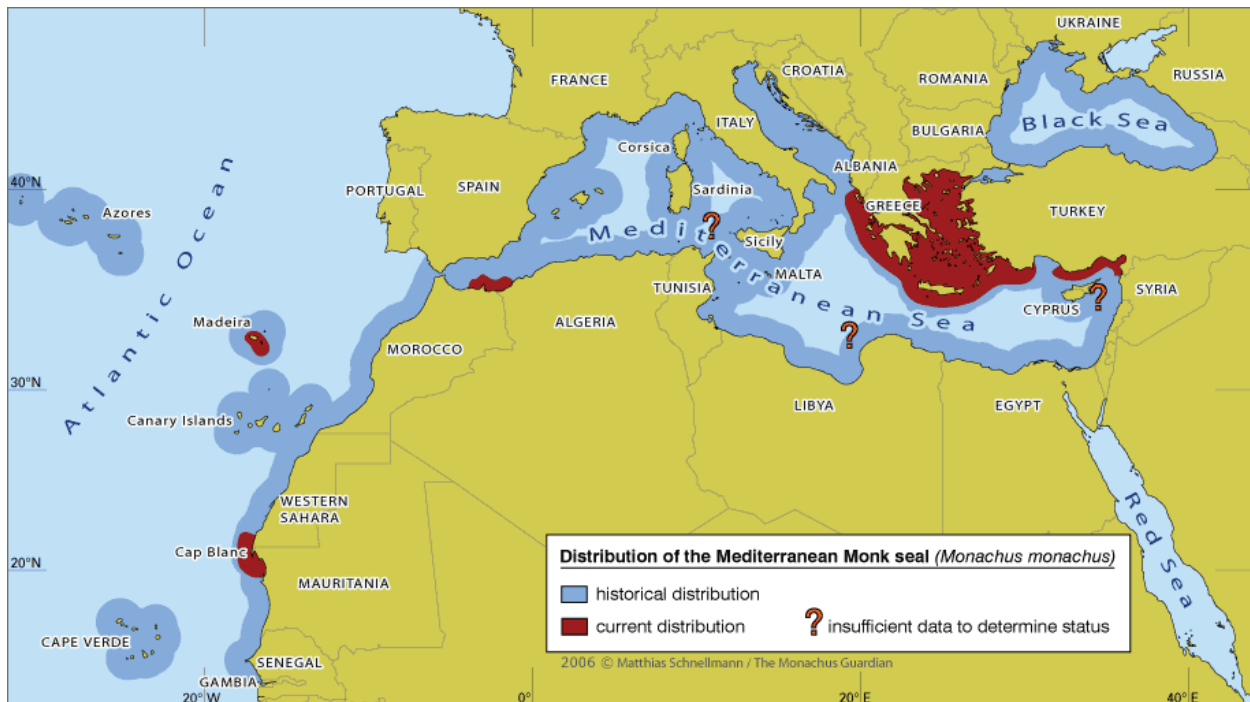 UKRAINE
CROATIA
RUSSIA
FRANCE
ROMANIA
ITALY
Black Sea
BULGARIA
Corsica
ALBANIA
40°N
PORTUGAL
SPAIN
Sardinia
GREECE
TURKEY
Azores
Atlantic Ocean
Mediterranean Sea
?
Sicily
MALTA
TUNISIA
CYPRUS
?
SYRIA
Madeira
ALGERIA
?
MOROCCO
30°N
LIBYA
EGYPT
Canary Islands
WESTERN
SAHARA
Red Sea
Cap Blanc
20°N
MAURITANIA
Distribution of the Mediterranean Monk seal (Monachus monachus)
historical distribution
current distribution
? insufficient data to determine status
CAPE VERDE
SENEGAL
2006 © Matthias Schnellmann / The Monachus Guardian
GAMBIA
20° W
0°
20° E
40° E